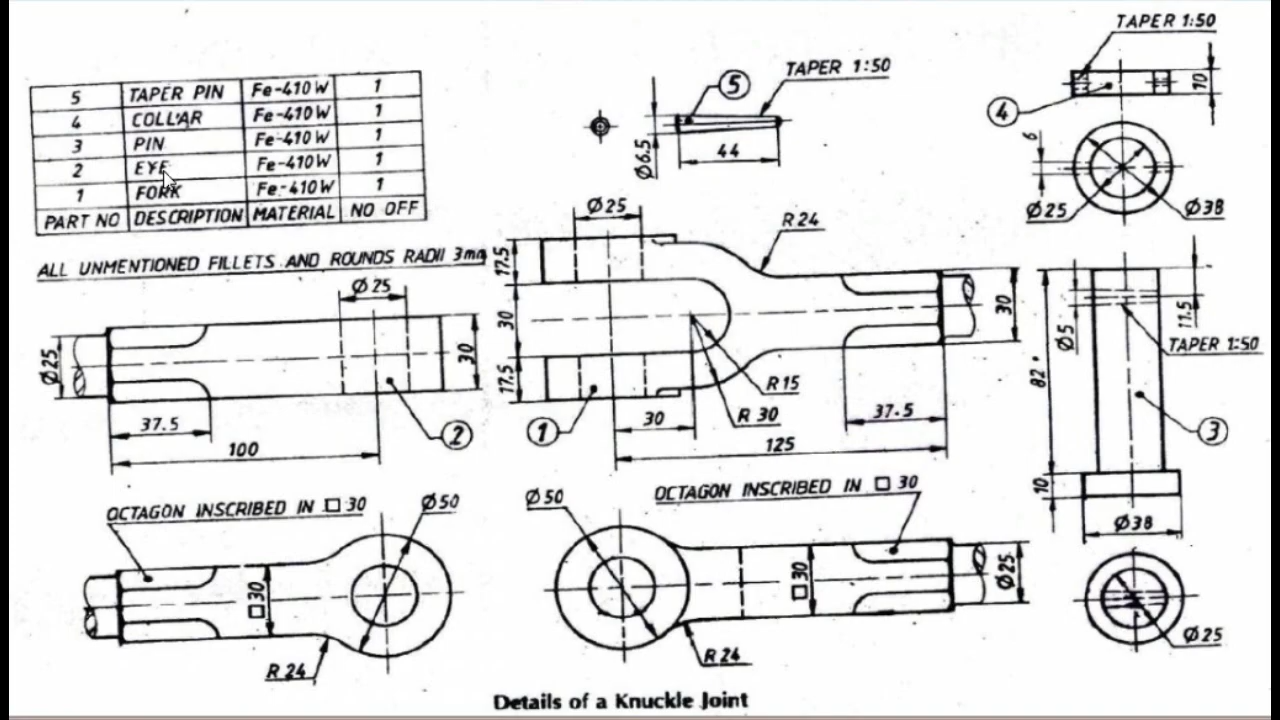 TAPER 1:50
10
4
6
Ø25
Ø38
5 TAPER PIN Fe-410W 1
4 COLLAR Fe-410W 1
3 PIN Fe-410W 1
2 EYE Fe-410W 1
1 FORK Fe-410W 1
PART NO DESCRIPTION MATERIAL NO OFF
5
TAPER 1:50
Ø6.5
44
ALL UNMENTIONED FILLETS AND ROUNDS RADII 3mm
Ø25
Ø25
30
37.5
2
100
Ø25
R24
17.5
30
17.5
30
R15
R30
1
30
37.5
125
Ø5
11.5
TAPER 1:50
82
3
10
Ø38
OCTAGON INSCRIBED IN □ 30
Ø50
□30
R24
Ø50
OCTAGON INSCRIBED IN □ 30
□30
Ø25
R24
Ø25
Details of a Knuckle Joint